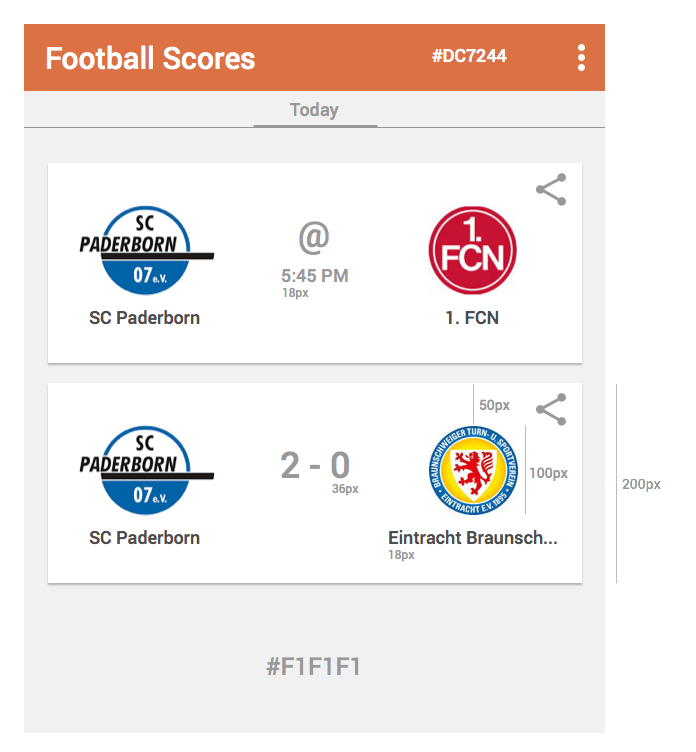 Football Scores
#DC7244
Today
SC
PADERBORN
07 e.V.
@
5:45 PM
18px
1.
FCN
SC Paderborn
1. FCN
SC
PADERBORN
07 e.V.
2 - 0
36px
50px
BRAUNSCHWEIGER TURN- U. SPORTVEREIN
EINTRACHT E.V. 1895
100px
200px
SC Paderborn
Eintracht Braunsch...
18px
#F1F1F1